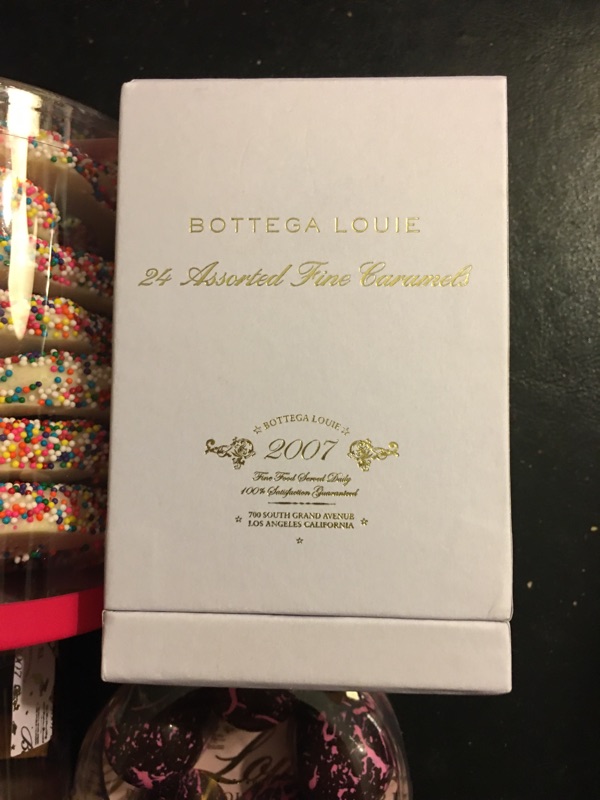 BOTTEGA LOUIE
24 Assorted Fine Caramels
BOTTEGA LOUIE
2007
Fine Food Served Daily
100% Satisfaction Guaranteed
700 SOUTH GRAND AVENUE
LOS ANGELES CALIFORNIA